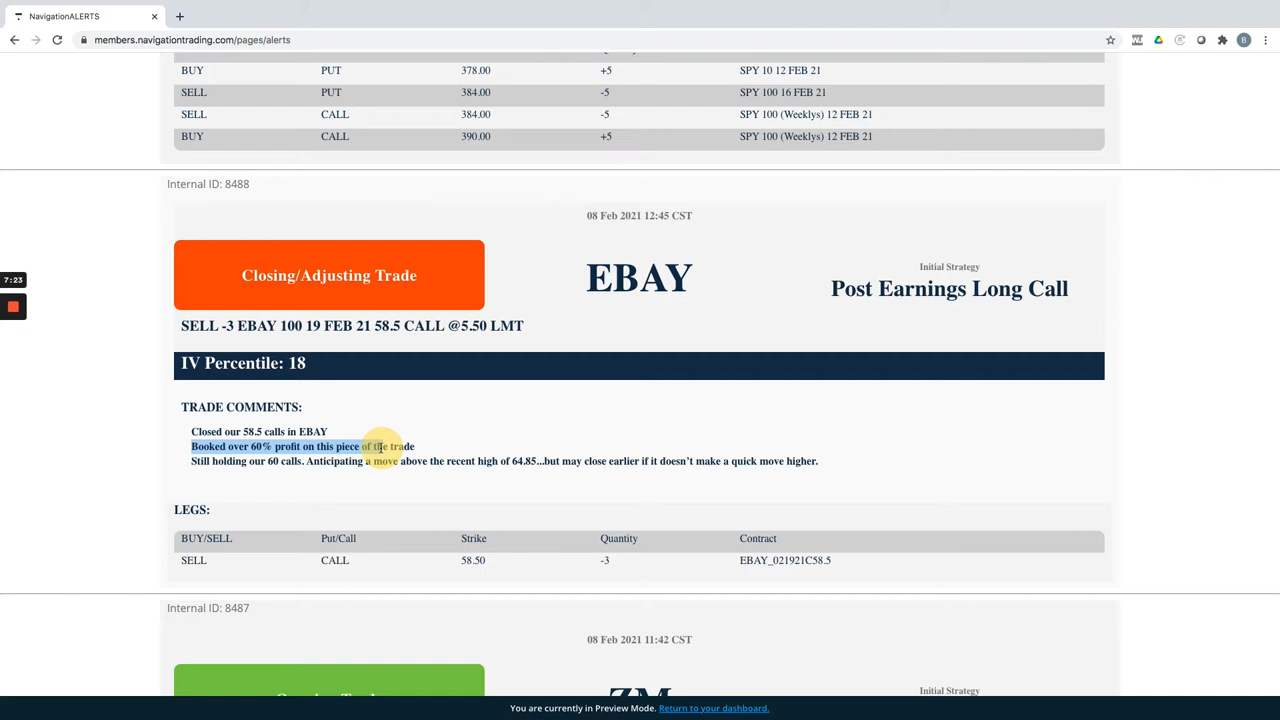 NavigationALERTS
members.navigationtrading.com/pages/alerts
BUY PUT 378.00 +5 SPY 10 12 FEB 21
SELL PUT 384.00 -5 SPY 100 16 FEB 21
SELL CALL 384.00 -5 SPY 100 (Weeklys) 12 FEB 21
BUY CALL 390.00 +5 SPY 100 (Weeklys) 12 FEB 21
Internal ID: 8488
08 Feb 2021 12:45 CST
Closing/Adjusting Trade
EBAY
Initial Strategy
Post Earnings Long Call
SELL -3 EBAY 100 19 FEB 21 58.5 CALL @5.50 LMT
IV Percentile: 18
TRADE COMMENTS:
Closed our 58.5 calls in EBAY
Booked over 60% profit on this piece of the trade
Still holding our 60 calls. Anticipating a move above the recent high of 64.85...but may close earlier if it doesn't make a quick move higher.
LEGS:
BUY/SELL Put/Call Strike Quantity Contract
SELL CALL 58.50 -3 EBAY_021921C58.5
Internal ID: 8487
08 Feb 2021 11:42 CST
ZM
Initial Strategy
You are currently in Preview Mode. Return to your dashboard.
7:23
B